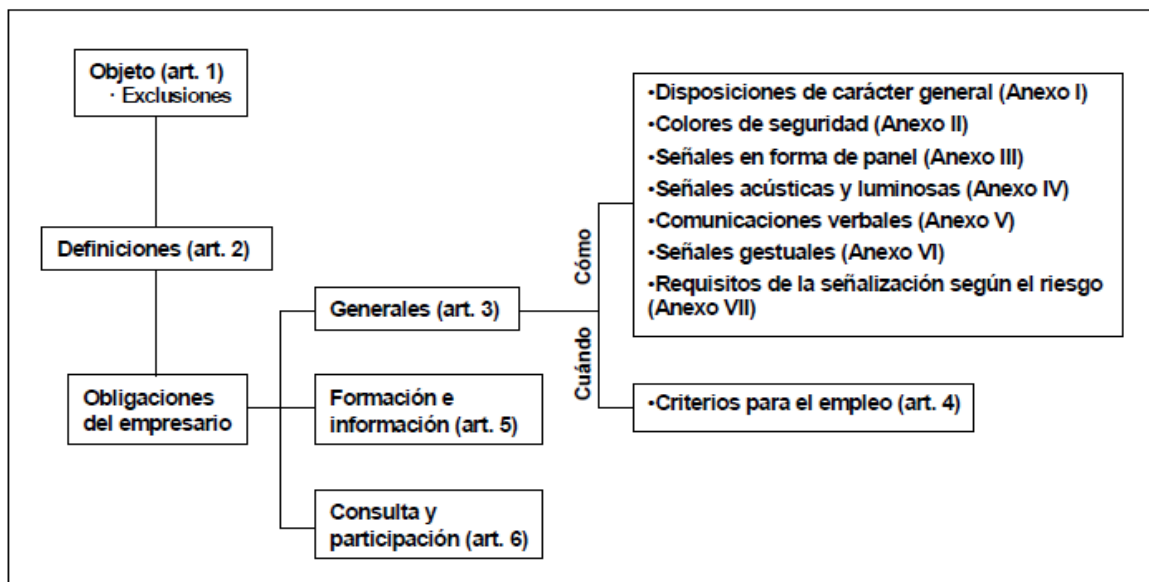 Objeto (art. 1)
· Exclusiones
Definiciones (art. 2)
Obligaciones
del empresario
Generales (art. 3)
Formación e
información (art. 5)
Consulta y
participación (art. 6)
Cómo
Cuándo
•Disposiciones de carácter general (Anexo I)
•Colores de seguridad (Anexo II)
•Señales en forma de panel (Anexo III)
•Señales acústicas y luminosas (Anexo IV)
•Comunicaciones verbales (Anexo V)
•Señales gestuales (Anexo VI)
•Requisitos de la señalización según el riesgo
(Anexo VII)
•Criterios para el empleo (art. 4)